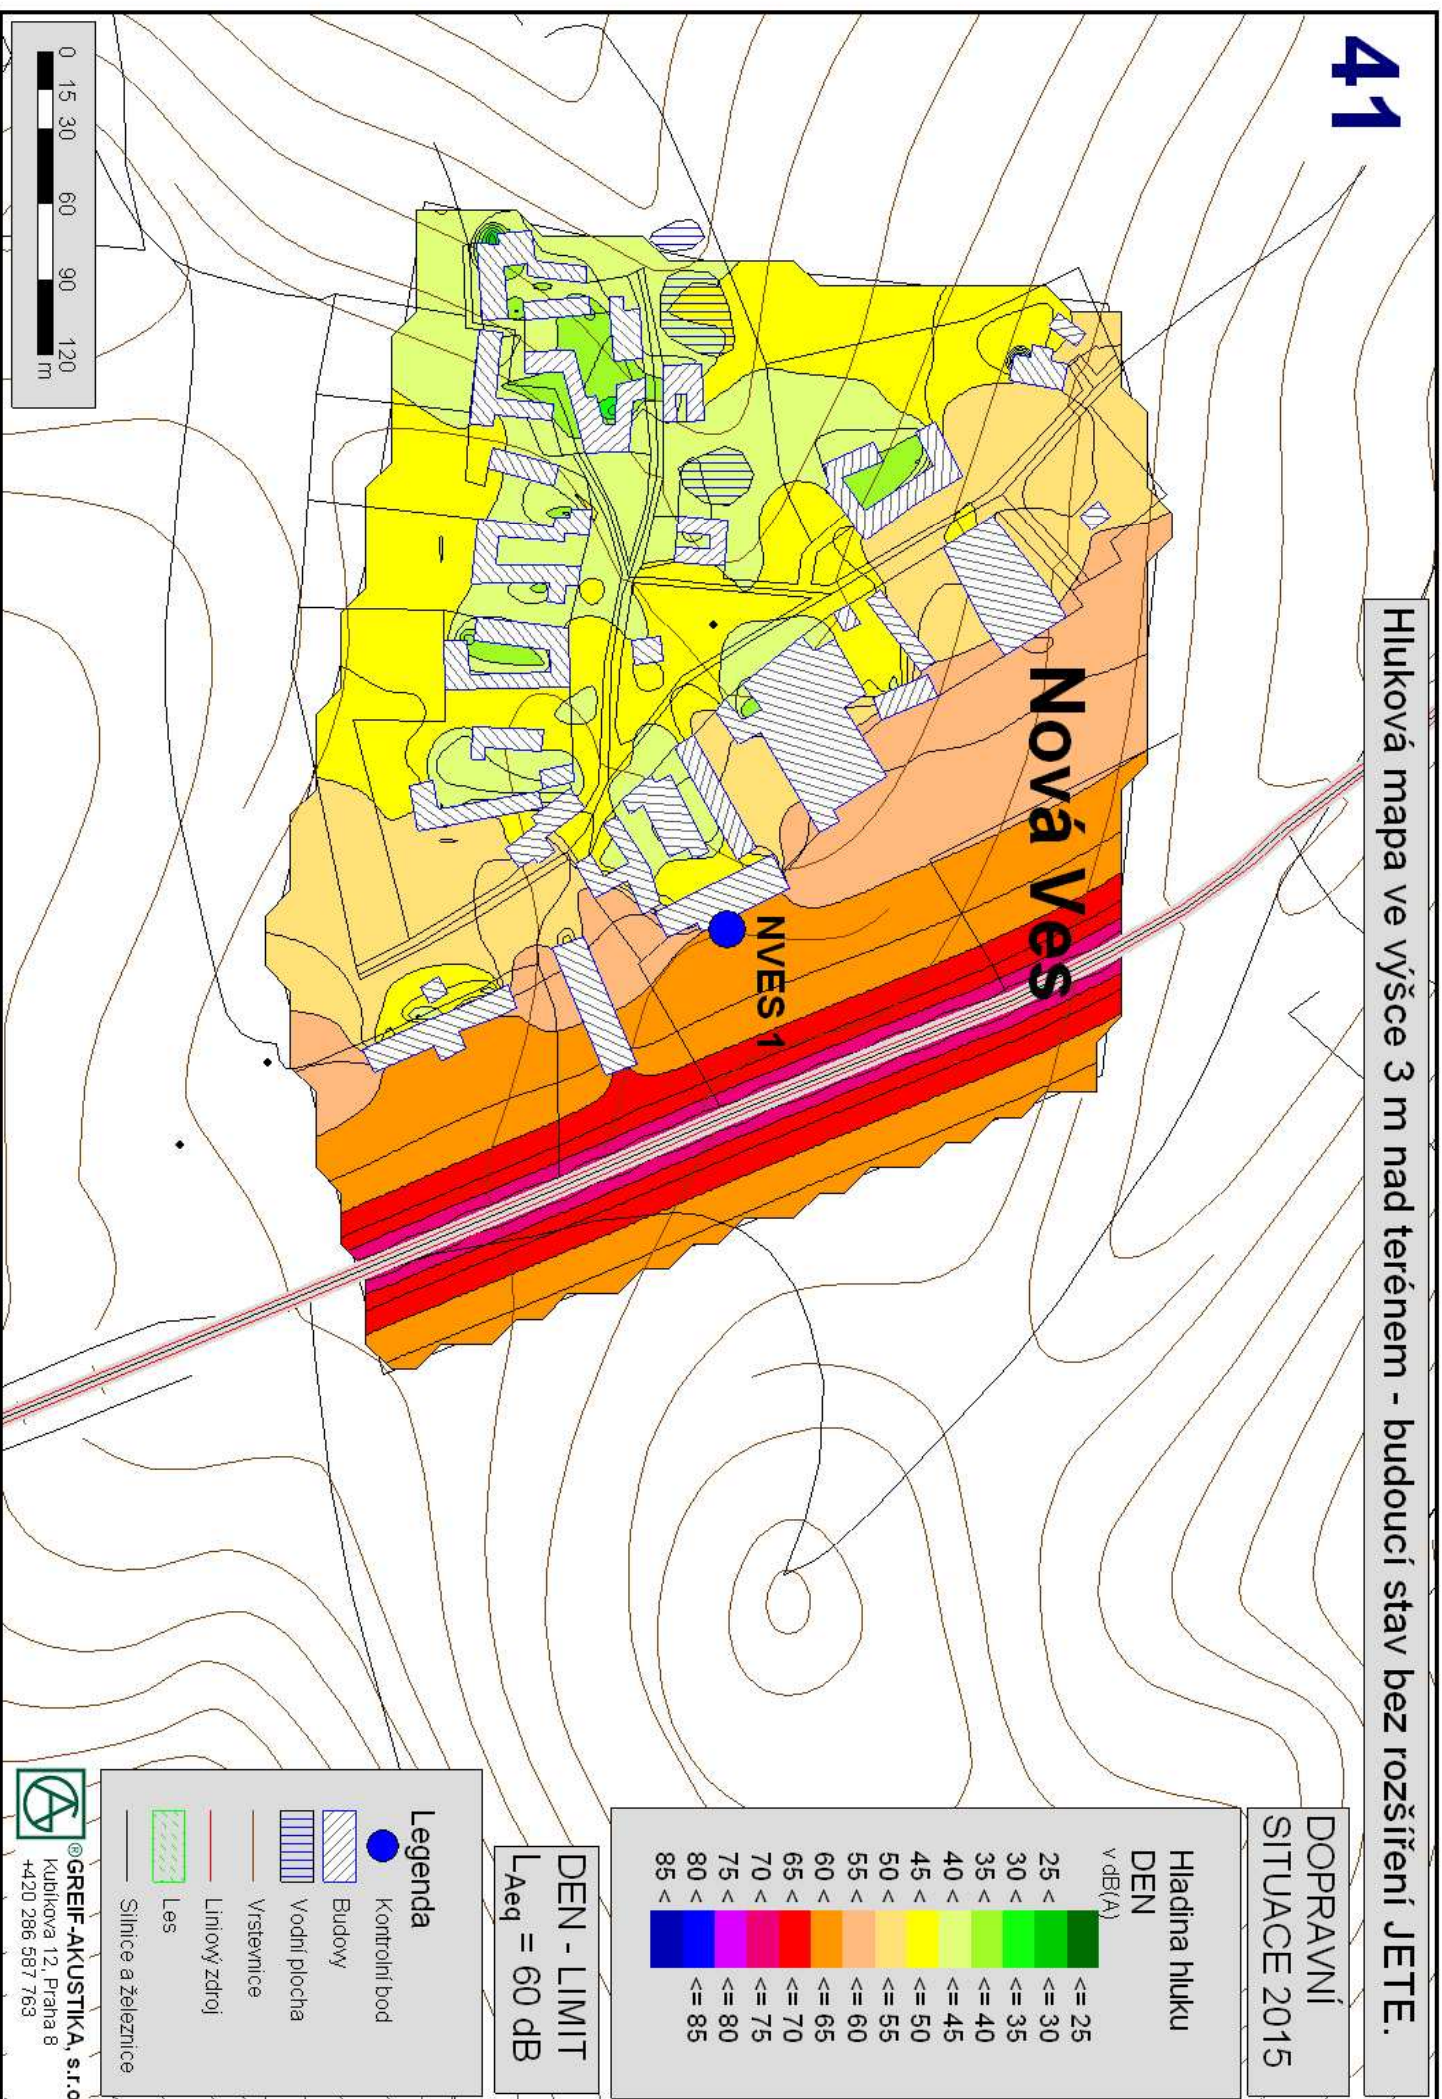 41
Hluková mapa ve výšce 3 m nad terénem - budoucí stav bez rozšíření JETE.
Nová Ves
NVES 1
DOPRAVNÍ
SITUACE 2015
Hladina hluku
DEN
v dB(A)
<= 25
25 < <= 30
30 < <= 35
35 < <= 40
40 < <= 45
45 < <= 50
50 < <= 55
55 < <= 60
60 < <= 65
65 < <= 70
70 < <= 75
75 < <= 80
80 < <= 85
85 <
DEN - LIMIT
LAeq = 60 dB
Legenda
Kontrolní bod
Budovy
Vodní plocha
Vrstevnice
Liniový zdroj
Les
Silnice a železnice
®GREIF-AKUSTIKA, s.r.o
Kubíkova 12, Praha 8
+420 286 587 763
0 15 30 60 90 120
m